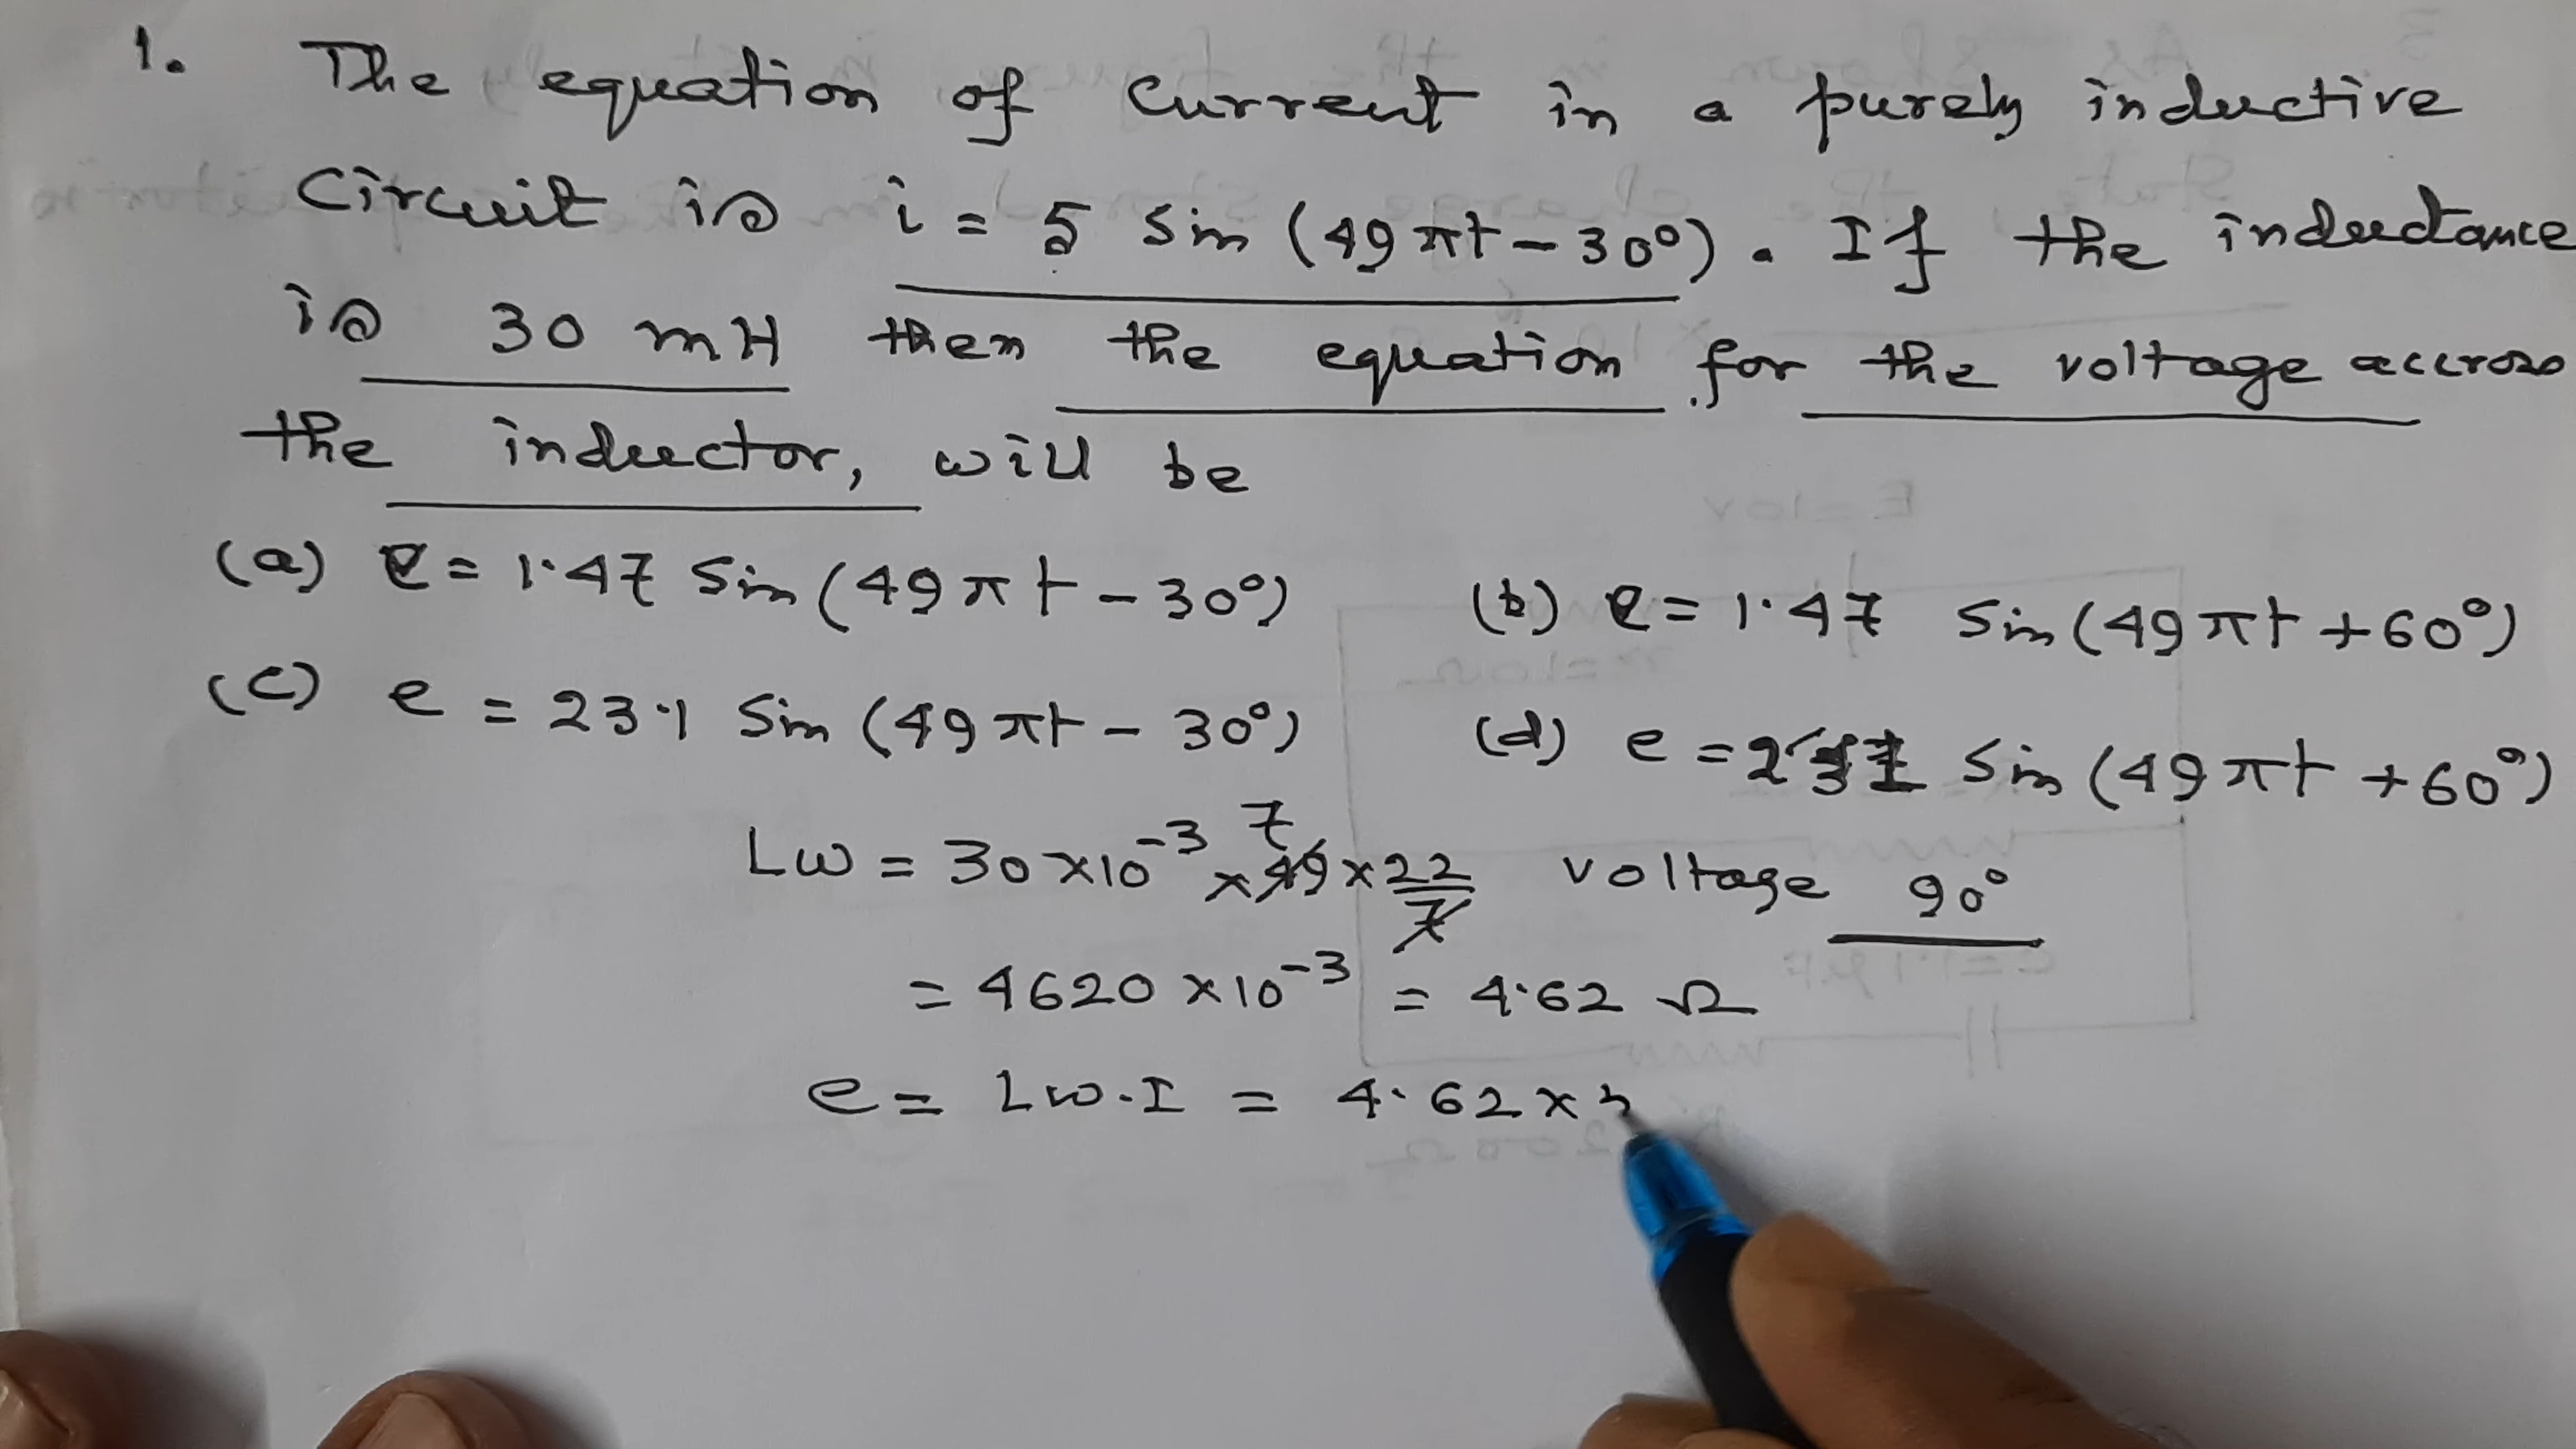 1. The equation of current in a purely inductive
circuit is i = 5 sin (49πt - 30°). If the inductance
is 30 mH then the equation for the voltage accross
the inductor, will be
(a) e = 1.47 sin (49πt - 30°) (b) e = 1.47 sin (49πt + 60°)
(c) e = 23.1 sin (49πt - 30°) (d) e = sin (49πt + 60°)
Lω = 30 × 10⁻³ × 49 × 22/7 voltage 90°
7
= 4620 × 10⁻³ = 4.62 Ω
e = Lω.I = 4.62 ×